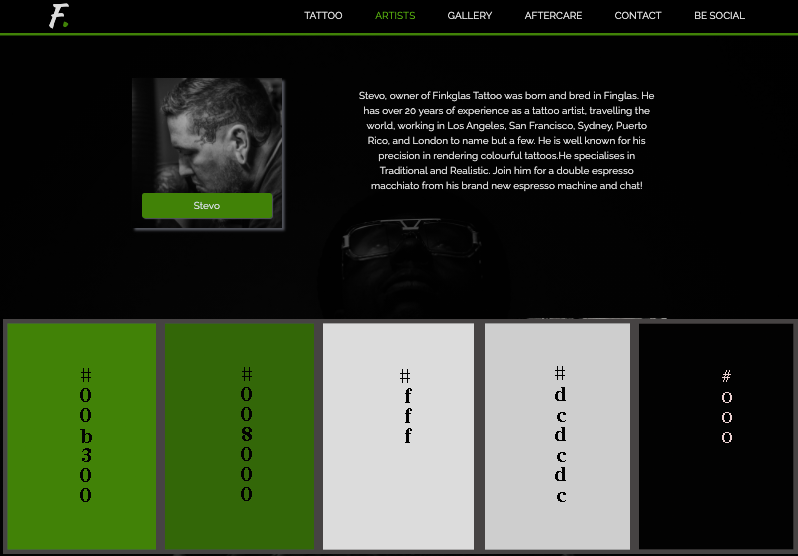 F.
TATTOO ARTISTS GALLERY AFTERCARE CONTACT BE SOCIAL
Stevo, owner of Finkglas Tattoo was born and bred in Finglas. He
has over 20 years of experience as a tattoo artist, travelling the
world, working in Los Angeles, San Francisco, Sydney, Puerto
Rico, and London to name but a few. He is well known for his
precision in rendering colourful tattoos.He specialises in
Traditional and Realistic. Join him for a double espresso
macchiato from his brand new espresso machine and chat!
Stevo
#00b300
#008000
#fff
#dcdcdc
#000